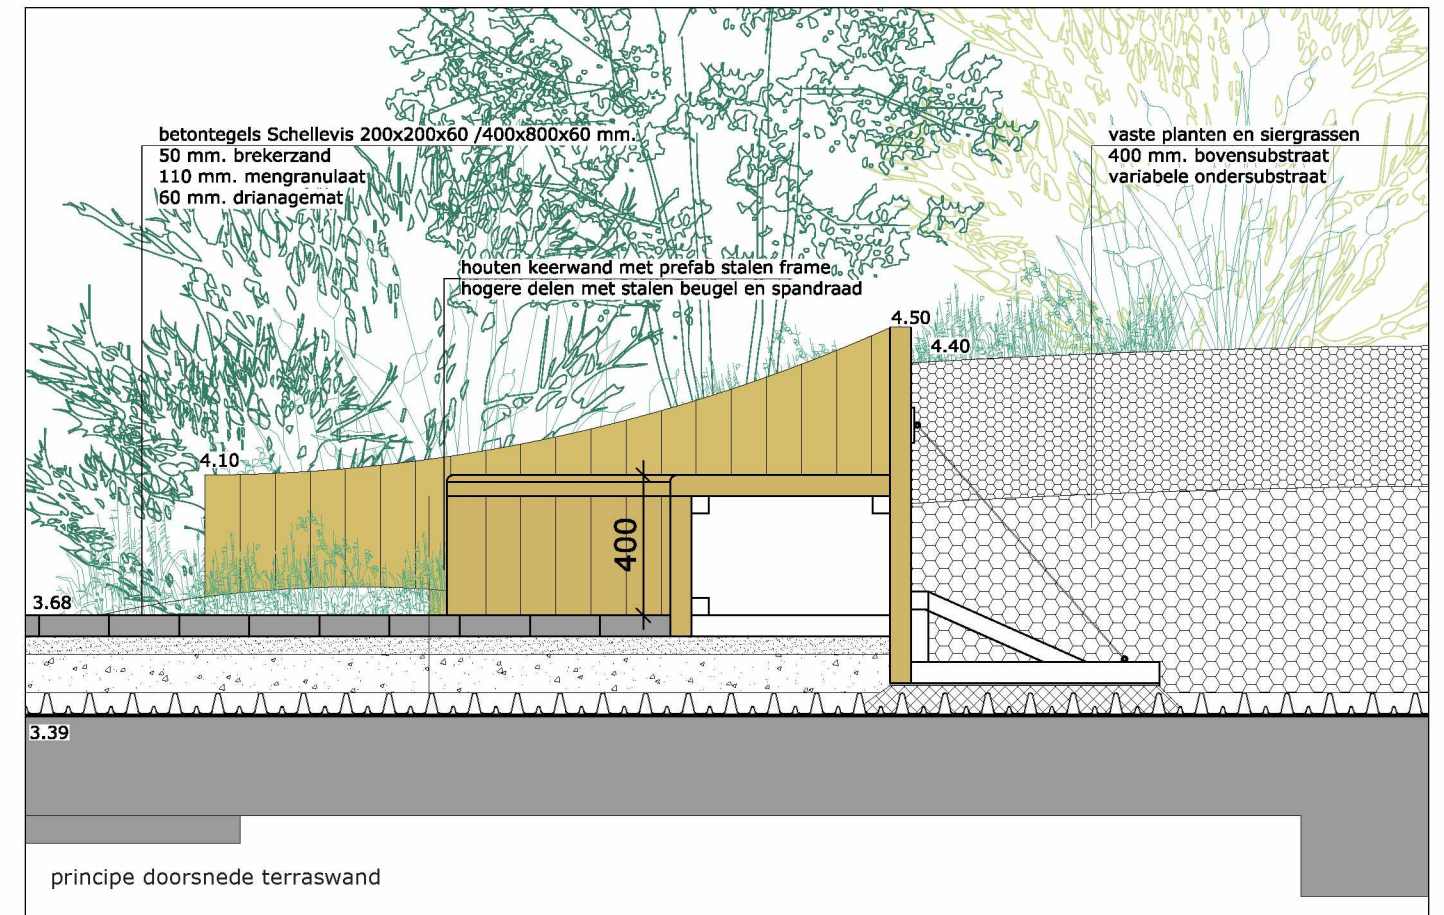 betontegels Schellevis 200x200x60 /400x800x60 mm.
50 mm. brekerzand
110 mm. mengranulaat
60 mm. drianagemat
vaste planten en siergrassen
400 mm. bovensubstraat
variabele ondersubstraat
houten keerwand met prefab stalen frame
hogere delen met stalen beugel en spandraad
4.50
4.40
4.10
400
3.68
3.39
principe doorsnede terraswand